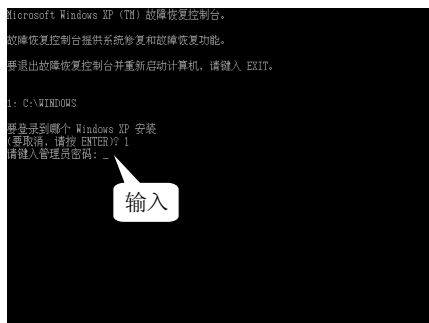 Microsoft Windows XP (TM) 故障恢复控制台。
故障恢复控制台提供系统修复和故障恢复功能。
要退出故障恢复控制台并重新启动计算机，请键入 EXIT。
1: C:\WINDOWS
要登录到哪个 Windows XP 安装
(要取消，请按 ENTER)? 1
请键入管理员密码: _
输入